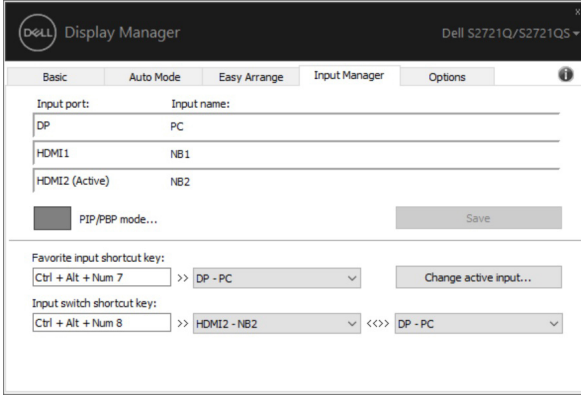 DELL Display Manager
Dell S2721Q/S2721QS
Basic Auto Mode Easy Arrange Input Manager Options
Input port: Input name:
DP PC
HDMI1 NB1
HDMI2 (Active) NB2
PIP/PBP mode... Save
Favorite input shortcut key:
Ctrl + Alt + Num 7 >> DP - PC Change active input...
Input switch shortcut key:
Ctrl + Alt + Num 8 >> HDMI2 - NB2 <<>> DP - PC